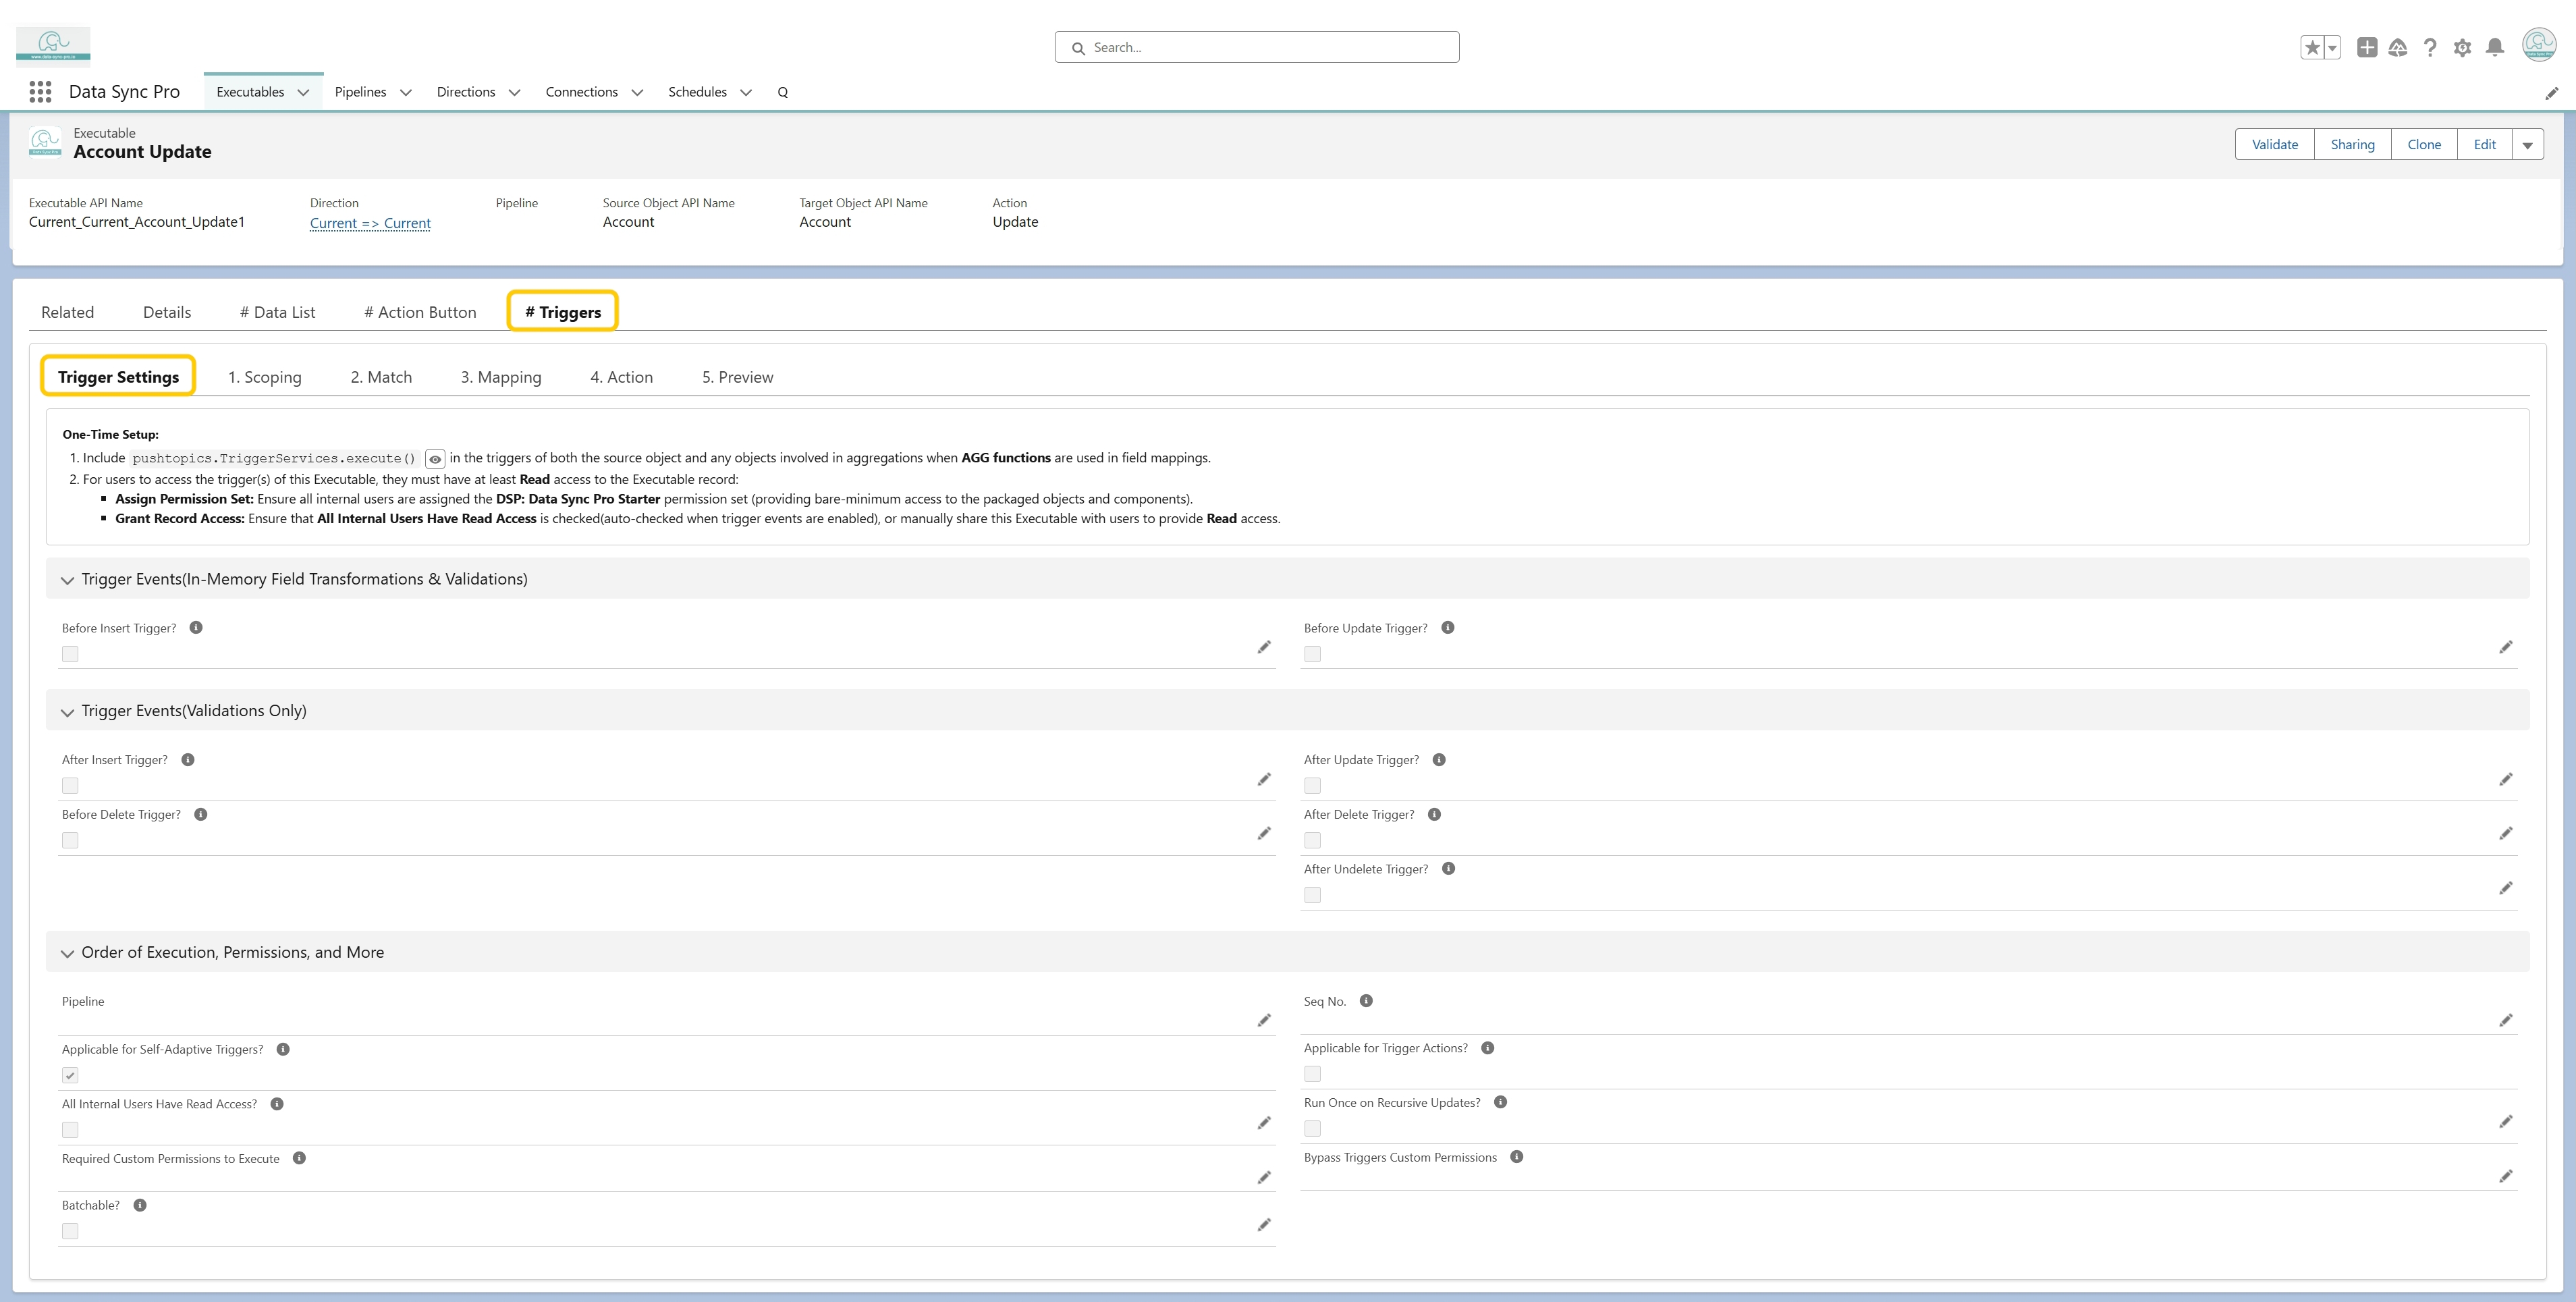 www.data-sync-pro.io
Search...
Data Sync Pro
Executables
Pipelines
Directions
Connections
Schedules
Q
Executable
Account Update
Validate
Sharing
Clone
Edit
Executable API Name
Direction
Pipeline
Source Object API Name
Target Object API Name
Action
Current_Current_Account_Update1
Current => Current
Account
Account
Update
Related
Details
# Data List
# Action Button
# Triggers
Trigger Settings
1. Scoping
2. Match
3. Mapping
4. Action
5. Preview
One-Time Setup:
1. Include pushtopics.TriggerServices.execute() in the triggers of both the source object and any objects involved in aggregations when AGG functions are used in field mappings.
2. For users to access the trigger(s) of this Executable, they must have at least Read access to the Executable record:
▪ Assign Permission Set: Ensure all internal users are assigned the DSP: Data Sync Pro Starter permission set (providing bare-minimum access to the packaged objects and components).
▪ Grant Record Access: Ensure that All Internal Users Have Read Access is checked(auto-checked when trigger events are enabled), or manually share this Executable with users to provide Read access.
Trigger Events(In-Memory Field Transformations & Validations)
Before Insert Trigger?
Before Update Trigger?
Trigger Events(Validations Only)
After Insert Trigger?
After Update Trigger?
Before Delete Trigger?
After Delete Trigger?
After Undelete Trigger?
Order of Execution, Permissions, and More
Pipeline
Seq No.
Applicable for Self-Adaptive Triggers?
Applicable for Trigger Actions?
All Internal Users Have Read Access?
Run Once on Recursive Updates?
Required Custom Permissions to Execute
Bypass Triggers Custom Permissions
Batchable?